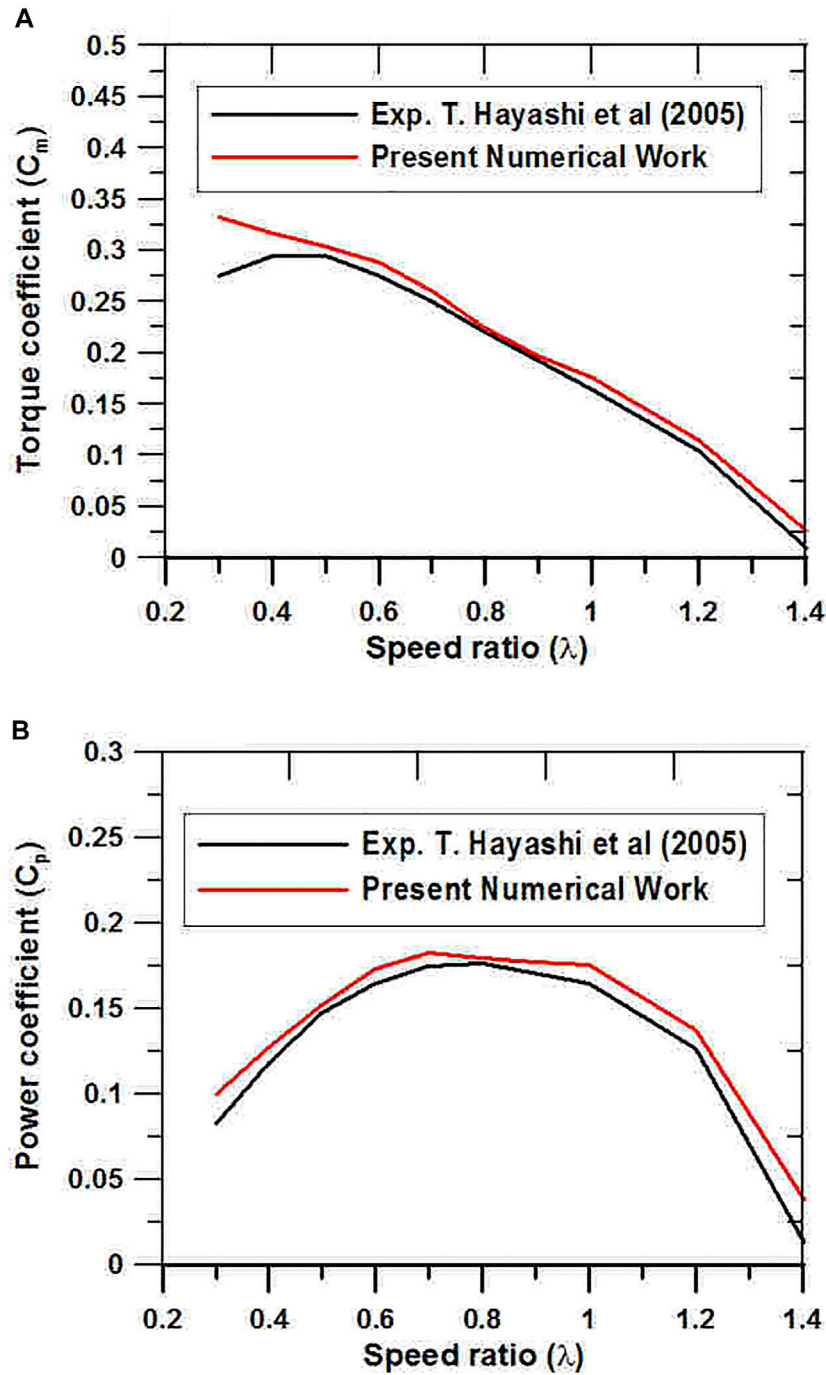 A
0.5
0.45
0.4
0.35
0.3
0.25
0.2
0.15
0.1
0.05
0
Torque coefficient (Cm)
Exp. T. Hayashi et al (2005)
Present Numerical Work
0.2 0.4 0.6 0.8 1 1.2 1.4
Speed ratio (λ)
B
0.3
0.25
0.2
0.15
0.1
0.05
0
Power coefficient (Cp)
Exp. T. Hayashi et al (2005)
Present Numerical Work
0.2 0.4 0.6 0.8 1 1.2 1.4
Speed ratio (λ)